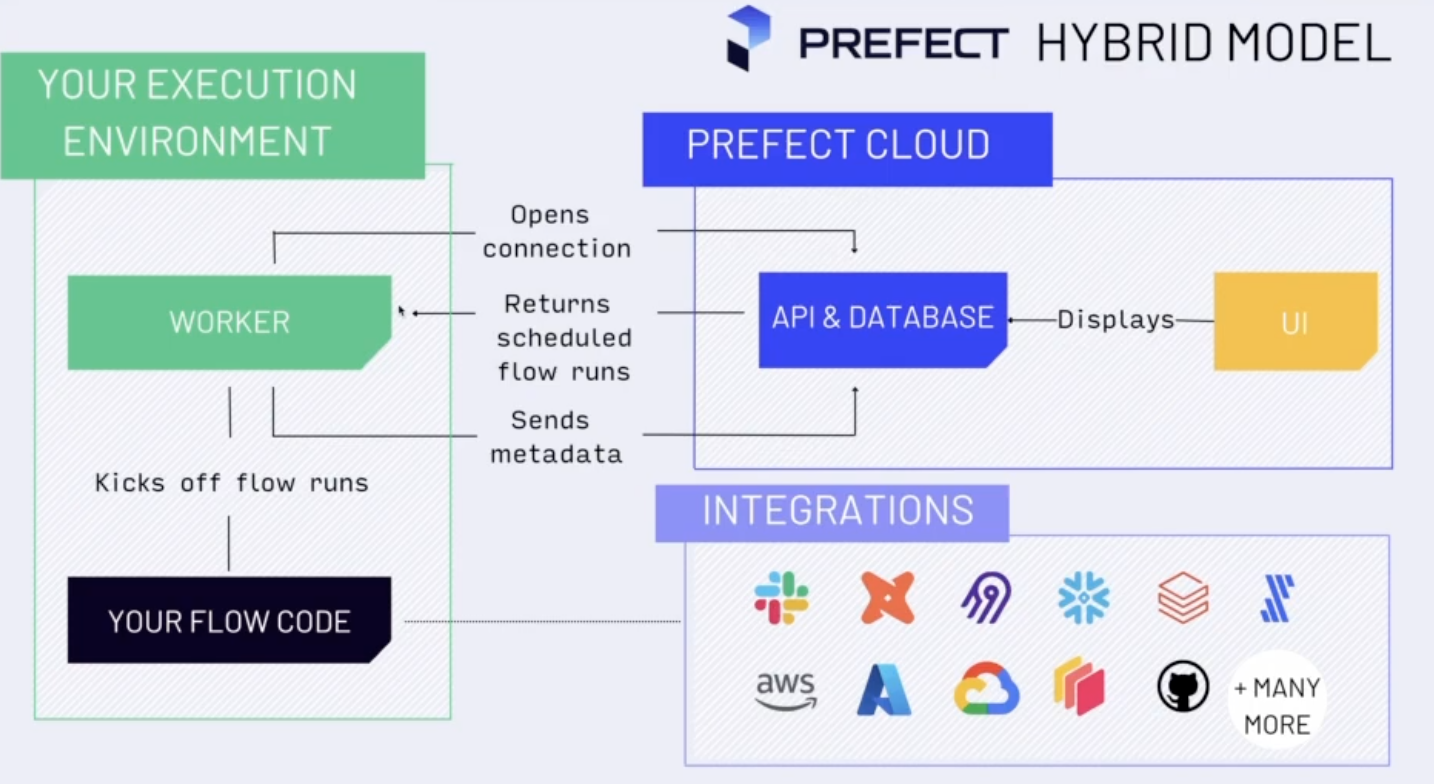 PREFECT HYBRID MODEL
YOUR EXECUTION
ENVIRONMENT
PREFECT CLOUD
Opens
connection
WORKER
Returns
scheduled
flow runs
API & DATABASE
Displays
UI
Sends
metadata
Kicks off flow runs
YOUR FLOW CODE
INTEGRATIONS
aws
+ MANY
MORE